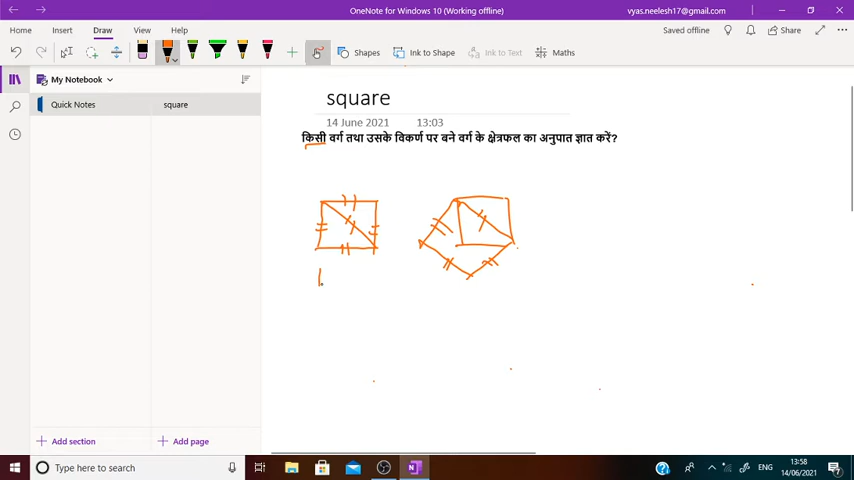 OneNote for Windows 10 (Working offline)
vyas.neelesh17@gmail.com
Home Insert Draw View Help
Saved offline Share
Shapes Ink to Shape Ink to Text Maths
My Notebook
Quick Notes square
square
14 June 2021 13:03
किसी वर्ग तथा उसके विकर्ण पर बने वर्ग के क्षेत्रफल का अनुपात ज्ञात करें?
Add section Add page
Type here to search
ENG
13:58
14/06/2021